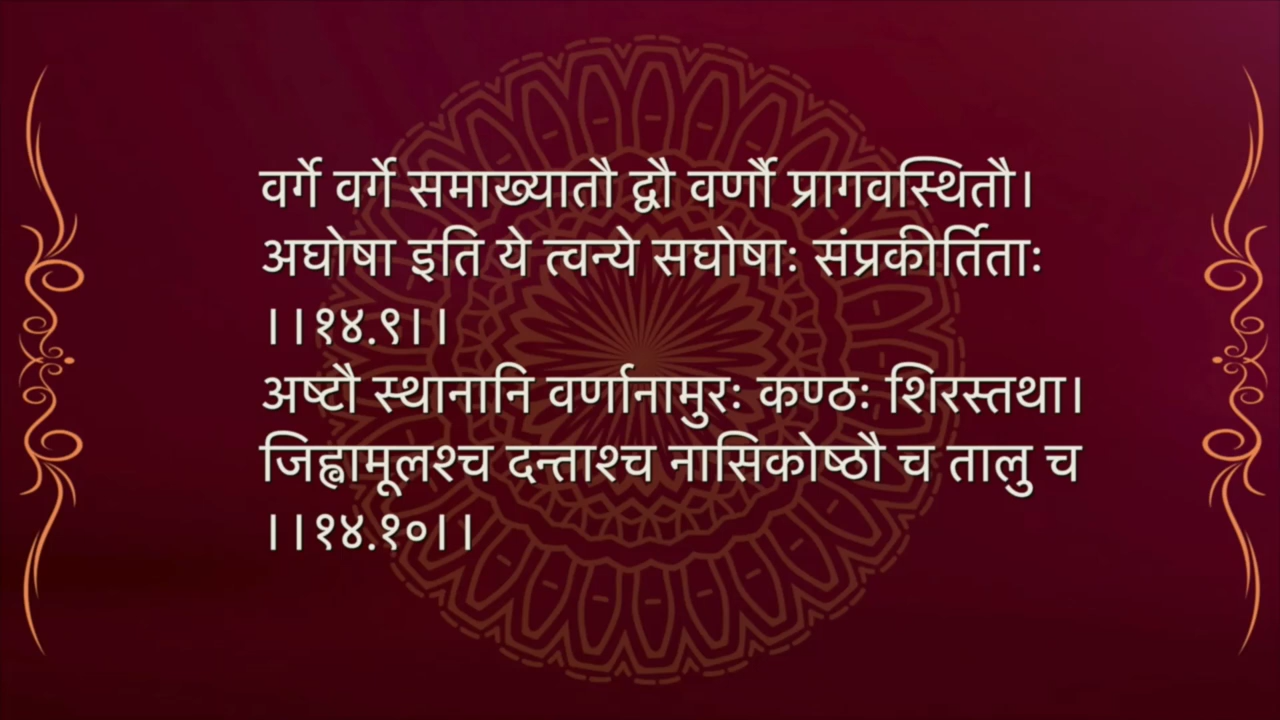 वर्गे वर्गे समाख्यातौ द्वौ वर्णौ प्रागवस्थितौ।
अघोषा इति ये त्वन्ये सघोषाः संप्रकीर्तिताः
।।१४.९।।
अष्टौ स्थानानि वर्णानामुरः कण्ठः शिरस्तथा।
जिह्वामूलश्च दन्ताश्च नासिकोष्ठौ च तालु च
।।१४.१०।।